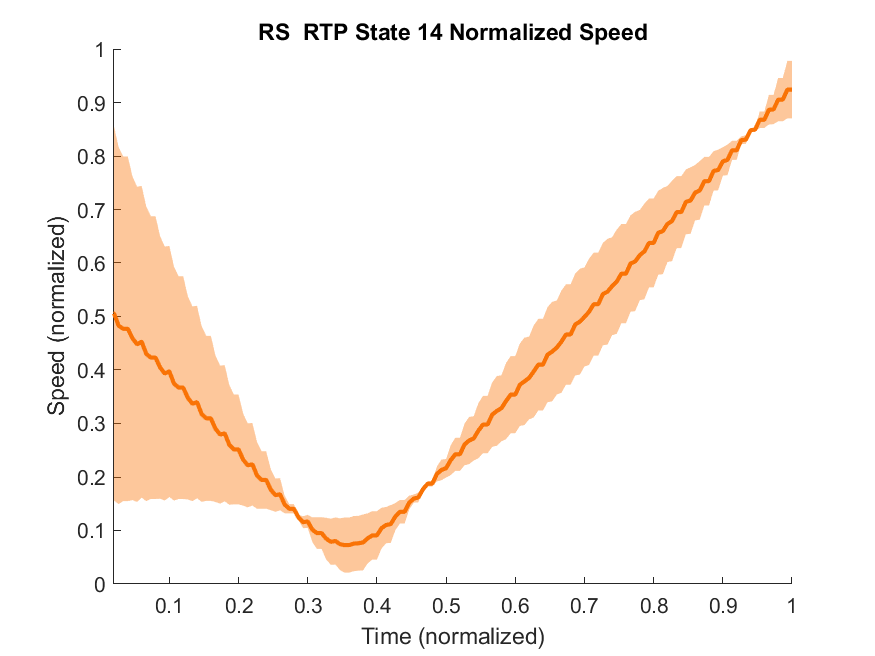 RS  RTP State 14 Normalized Speed
1
0.9
0.8
0.7
0.6
0.5
0.4
0.3
0.2
0.1
0
Speed (normalized)
0.1 0.2 0.3 0.4 0.5 0.6 0.7 0.8 0.9 1
Time (normalized)